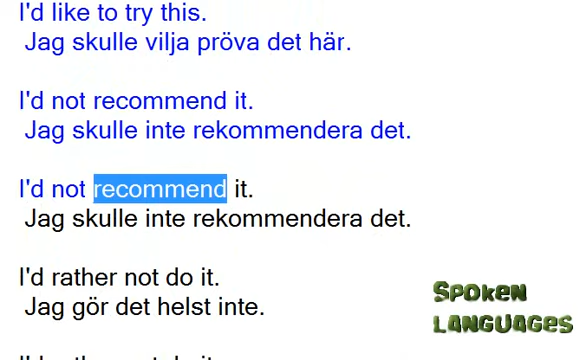 I'd like to try this.
Jag skulle vilja pröva det här.
I'd not recommend it.
Jag skulle inte rekommendera det.
I'd not recommend it.
Jag skulle inte rekommendera det.
I'd rather not do it.
Jag gör det helst inte.
Spoken
Languages